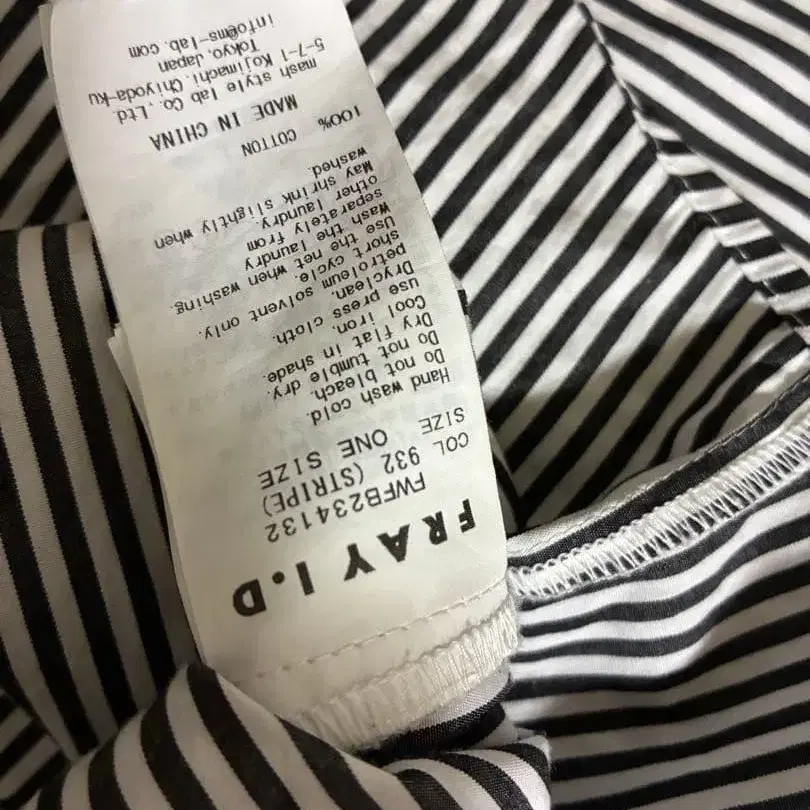 FRAY I.D
FWFB234132
COL 932 (STRIPE)
SIZE ONE SIZE
Hand wash cold.
Do not bleach.
Do not tumble dry.
Dry flat in shade.
Cool iron.
use press cloth.
Dryclean.
petroleum solvent only.
short cycle.
Use the net when washing.
Wash the laundry
separately from
other laundry.
May shrink slightly when
washed.
100% COTTON
MADE IN CHINA
mash style lab Co., Ltd.
5-7-1 Kojimachi, Chiyoda-ku
Tokyo, Japan
info@ms-lab.com